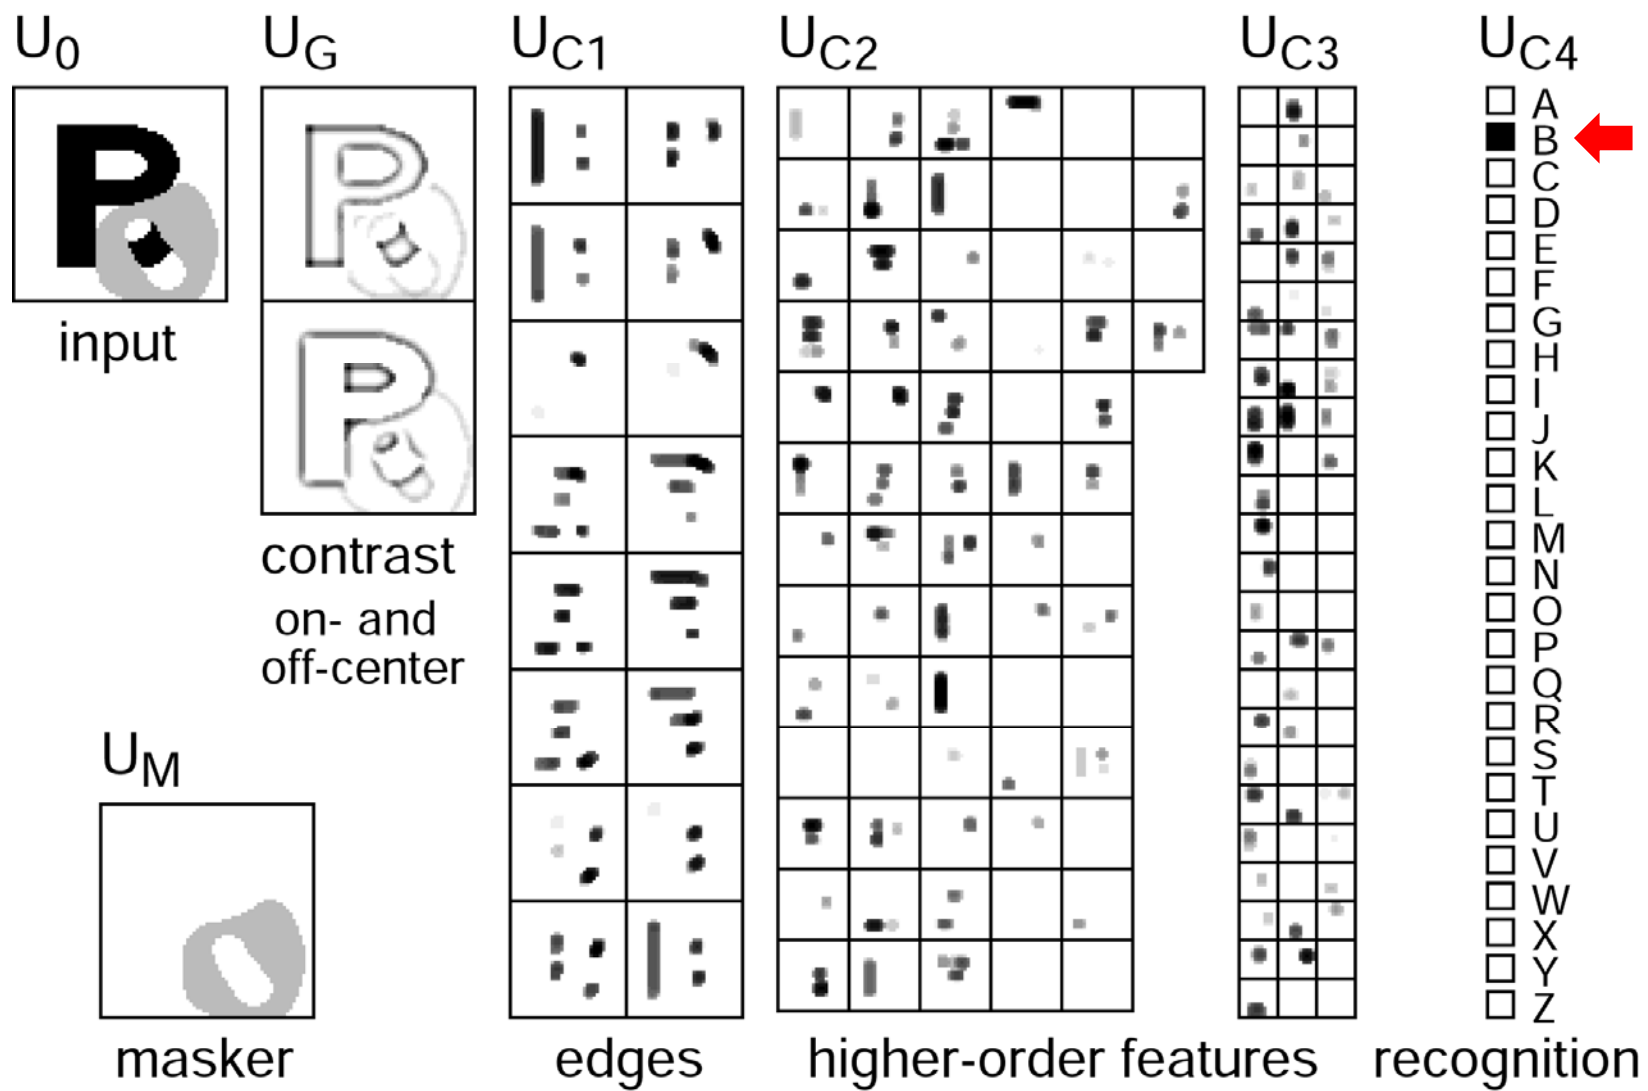 U0 UG UC1 UC2 UC3 UC4
input
contrast
on- and
off-center
UM
masker
edges
higher-order features
recognition
A
B
C
D
E
F
G
H
I
J
K
L
M
N
O
P
Q
R
S
T
U
V
W
X
Y
Z